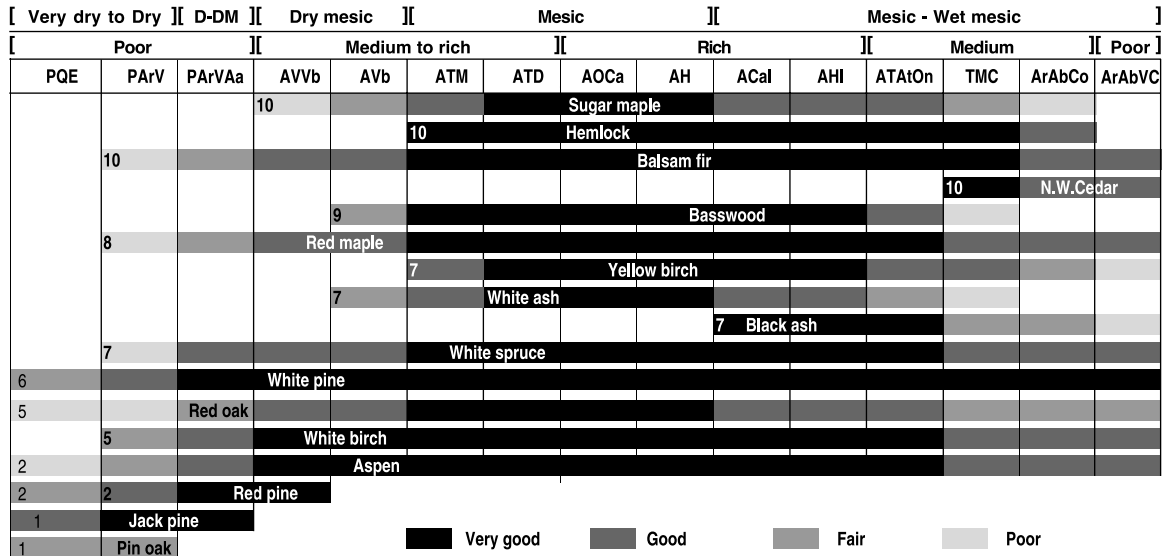 [ Very dry to Dry ][ D-DM ][ Dry mesic ][ Mesic ][ Mesic - Wet mesic ]
[ Poor ][ Medium to rich ][ Rich ][ Medium ][ Poor ]
PQE PArV PArVAa AVVb AVb ATM ATD AOCa AH ACal AHI ATAtOn TMC ArAbCo ArAbVC
10 Sugar maple
10 Hemlock
10 Balsam fir
10 N.W.Cedar
9 Basswood
8 Red maple
7 Yellow birch
7 White ash
7 Black ash
7 White spruce
6 White pine
5 Red oak
5 White birch
2 Aspen
2 2 Red pine
1 Jack pine
1 Pin oak
Very good Good Fair Poor